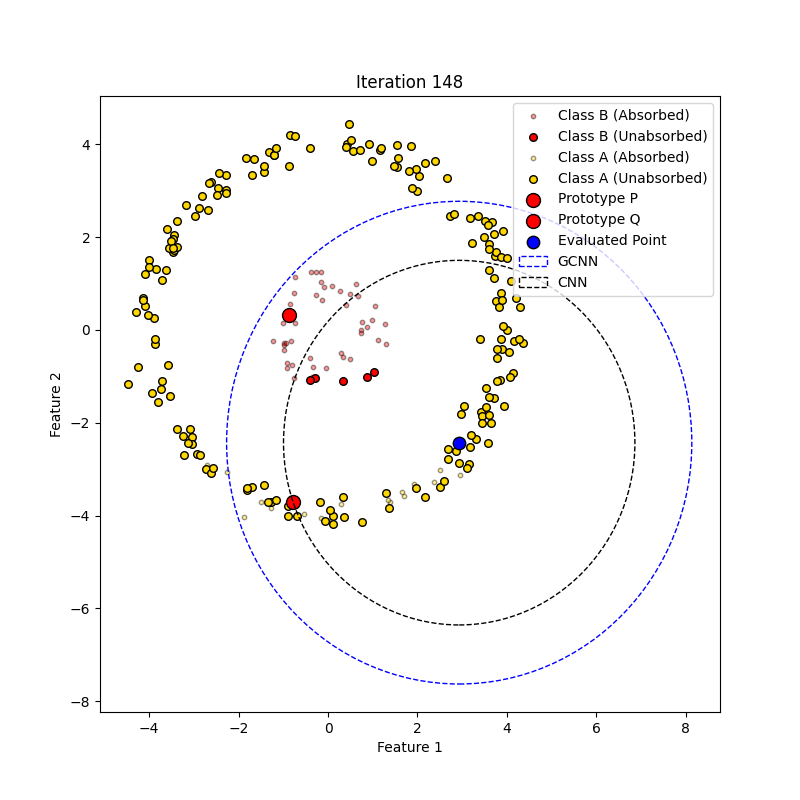 Iteration 148
Class B (Absorbed)
Class B (Unabsorbed)
Class A (Absorbed)
Class A (Unabsorbed)
Prototype P
Prototype Q
Evaluated Point
GCNN
CNN
4
2
0
−2
−4
−6
−8
Feature 2
−4 −2 0 2 4 6 8
Feature 1